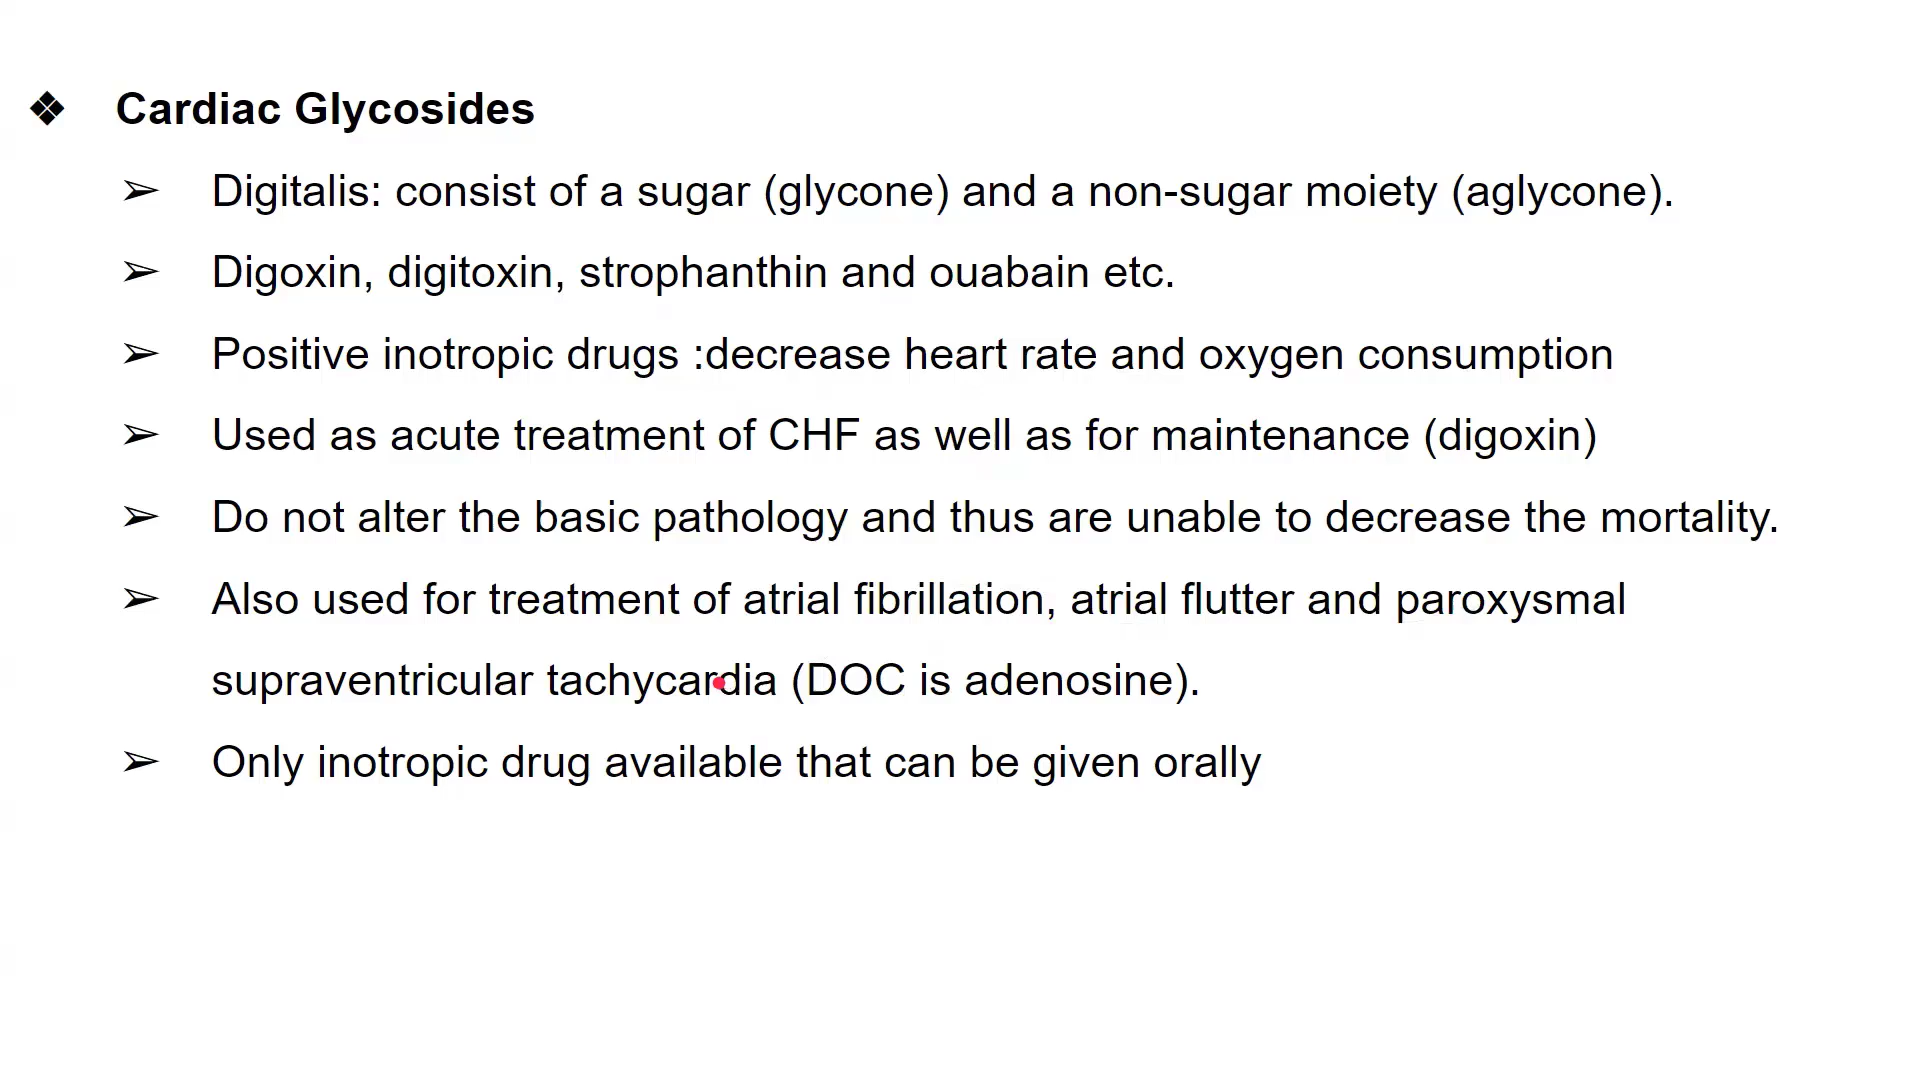 ❖ Cardiac Glycosides
➢ Digitalis: consist of a sugar (glycone) and a non-sugar moiety (aglycone).
➢ Digoxin, digitoxin, strophanthin and ouabain etc.
➢ Positive inotropic drugs :decrease heart rate and oxygen consumption
➢ Used as acute treatment of CHF as well as for maintenance (digoxin)
➢ Do not alter the basic pathology and thus are unable to decrease the mortality.
➢ Also used for treatment of atrial fibrillation, atrial flutter and paroxysmal
supraventricular tachycardia (DOC is adenosine).
➢ Only inotropic drug available that can be given orally